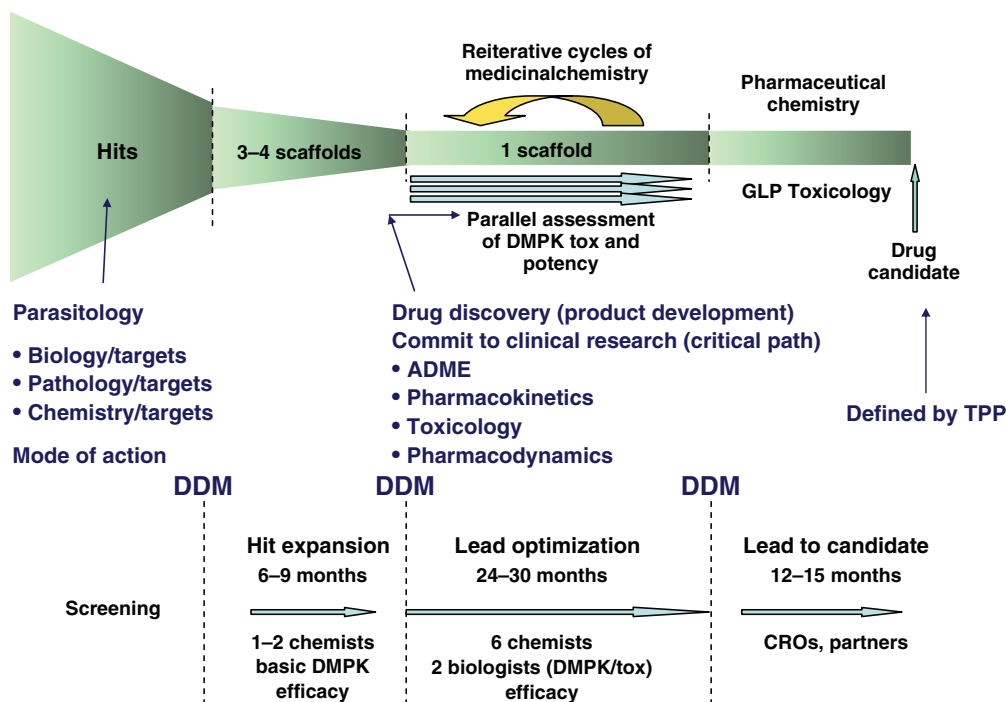 Reiterative cycles of
medicinalchemistry
Pharmaceutical
chemistry
Hits
3–4 scaffolds
1 scaffold
GLP Toxicology
Parallel assessment
of DMPK tox and
potency
Drug
candidate
Parasitology
• Biology/targets
• Pathology/targets
• Chemistry/targets
Mode of action
Drug discovery (product development)
Commit to clinical research (critical path)
• ADME
• Pharmacokinetics
• Toxicology
• Pharmacodynamics
Defined by TPP
DDM
DDM
DDM
Screening
Hit expansion
6–9 months
1–2 chemists
basic DMPK
efficacy
Lead optimization
24–30 months
6 chemists
2 biologists (DMPK/tox)
efficacy
Lead to candidate
12–15 months
CROs, partners